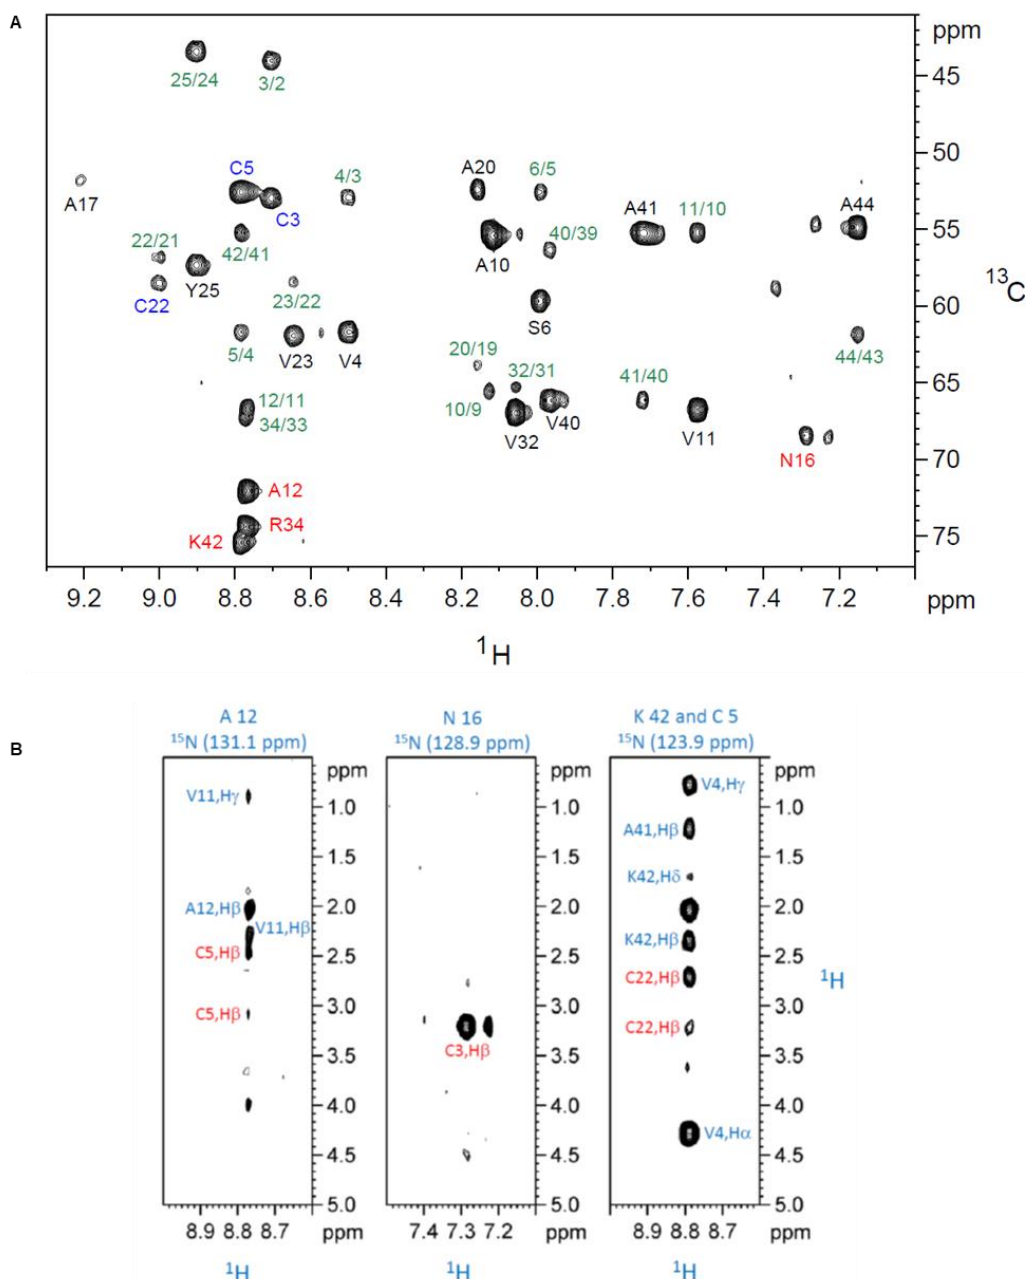 A
ppm
45
50
55
60
65
70
75
13C
25/24
3/2
A17
C5
C3
4/3
A20
6/5
A41
11/10
A44
22/21
42/41
C22
Y25
23/22
A10
40/39
S6
5/4
V23
V4
20/19
32/31
41/40
44/43
12/11
34/33
10/9
V32
V40
V11
N16
A12
R34
K42
9.2 9.0 8.8 8.6 8.4 8.2 8.0 7.8 7.6 7.4 7.2 ppm
1H
B
A 12
15N (131.1 ppm)
ppm
V11,Hγ
A12,Hβ
V11,Hβ
C5,Hβ
C5,Hβ
1.0
1.5
2.0
2.5
3.0
3.5
4.0
4.5
5.0
8.9 8.8 8.7 ppm
1H
N 16
15N (128.9 ppm)
ppm
C3,Hβ
1.0
1.5
2.0
2.5
3.0
3.5
4.0
4.5
5.0
7.4 7.3 7.2 ppm
1H
K 42 and C 5
15N (123.9 ppm)
ppm
V4,Hγ
A41,Hβ
K42,Hδ
K42,Hβ
C22,Hβ
C22,Hβ
V4,Hα
1.0
1.5
2.0
2.5
3.0
3.5
4.0
4.5
5.0
1H
8.9 8.8 8.7 ppm
1H